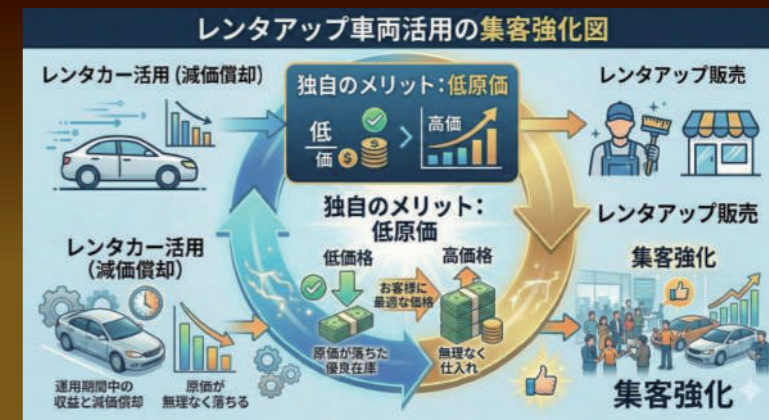 レンタアップ車両活用の集客強化図
レンタカー活用 (減価償却)
独自のメリット:低原価
低
価
高価
レンタアップ販売
独自のメリット:
低原価
レンタアップ販売
レンタカー活用
(減価償却)
低価格
高価格
お客様に
最適な価格
集客強化
原価が落ちた
優良在庫
無理なく
仕入れ
運用期間中の
収益と減価償却
原価が
無理なく落ちる
集客強化